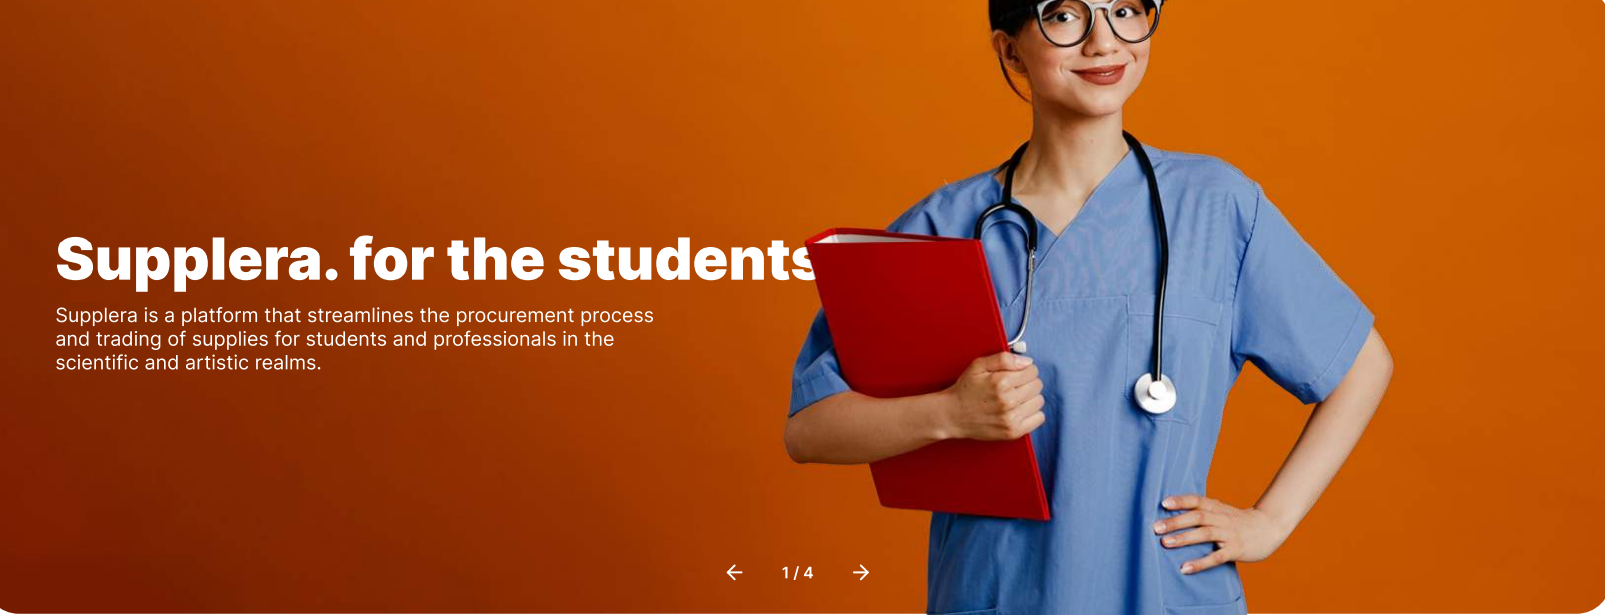 Supplera. for the students
Supplera is a platform that streamlines the procurement process
and trading of supplies for students and professionals in the
scientific and artistic realms.
1 / 4